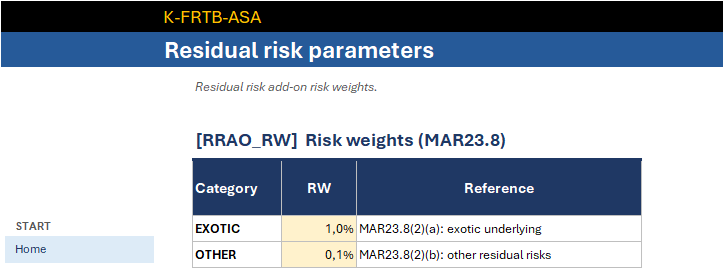 K-FRTB-ASA
Residual risk parameters
Residual risk add-on risk weights.
[RRAO_RW] Risk weights (MAR23.8)
Category RW Reference
EXOTIC 1,0% MAR23.8(2)(a): exotic underlying
OTHER 0,1% MAR23.8(2)(b): other residual risks
START
Home